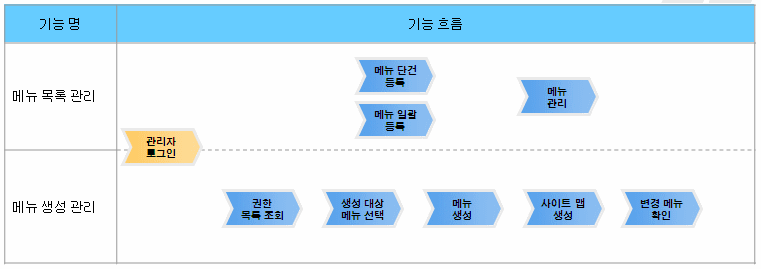 기능 명
기능 흐름
메뉴 목록 관리
메뉴 단건
등록
메뉴 일괄
등록
메뉴
관리
관리자
로그인
메뉴 생성 관리
권한
목록 조회
생성 대상
메뉴 선택
메뉴
생성
사이트 맵
생성
변경 메뉴
확인